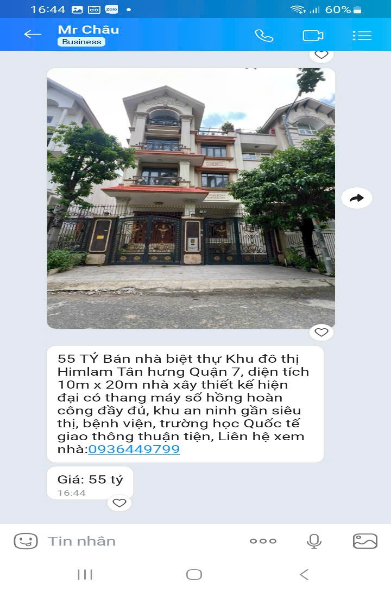 16:44
60%
Mr Châu
Business
55 TỶ Bán nhà biệt thự Khu đô thị
Himlam Tân hưng Quận 7, diện tích
10m x 20m nhà xây thiết kế hiện
đại có thang máy số hồng hoàn
công đầy đủ, khu an ninh gần siêu
thị, bệnh viện, trường học Quốc tế
giao thông thuận tiện, Liên hệ xem
nhà:0936449799
Giá: 55 tỷ
16:44
Tin nhắn